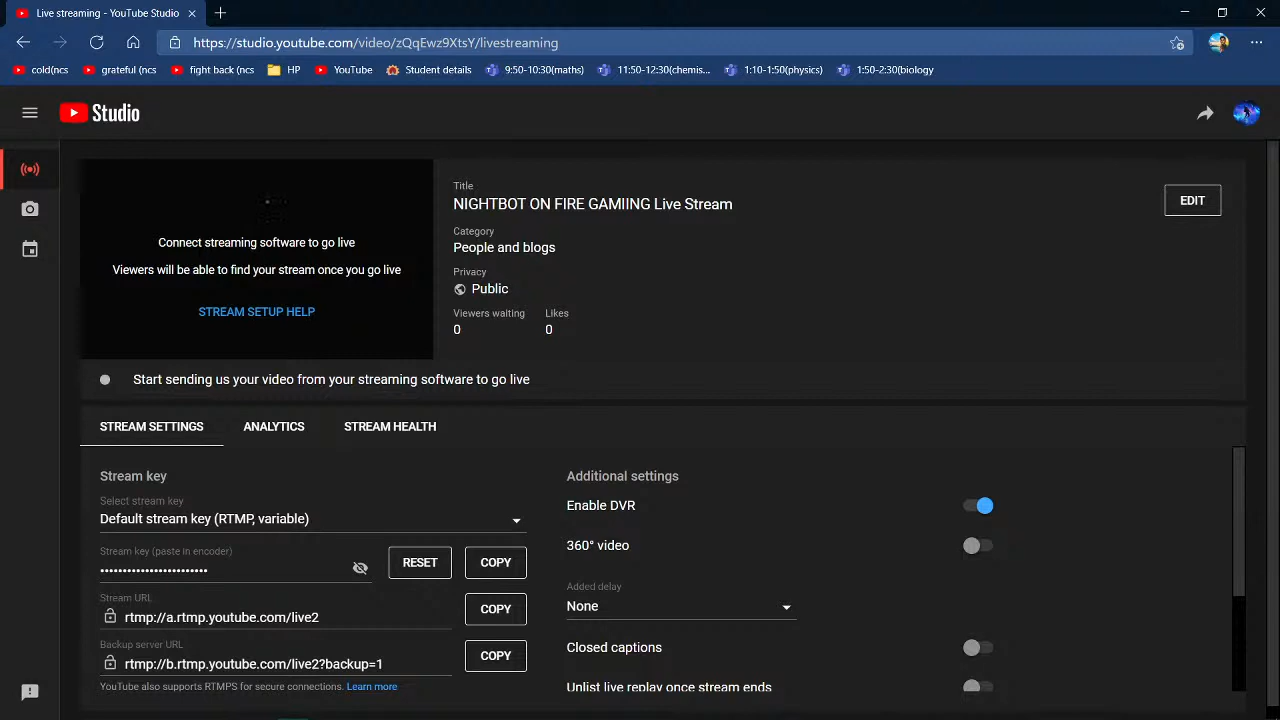 Live streaming - YouTube Studio
https://studio.youtube.com/video/zQqEwz9XtsY/livestreaming
cold(ncs
grateful (ncs
fight back (ncs
HP
YouTube
Student details
9:50-10:30(maths)
11:50-12:30(chemis...
1:10-1:50(physics)
1:50-2:30(biology
Studio
Connect streaming software to go live
Viewers will be able to find your stream once you go live
STREAM SETUP HELP
Title
NIGHTBOT ON FIRE GAMIING Live Stream
EDIT
Category
People and blogs
Privacy
Public
Viewers waiting Likes
0 0
Start sending us your video from your streaming software to go live
STREAM SETTINGS ANALYTICS STREAM HEALTH
Stream key
Select stream key
Default stream key (RTMP, variable)
Stream key (paste in encoder)
••••••••••••••••••••••••
RESET COPY
Stream URL
rtmp://a.rtmp.youtube.com/live2
COPY
Backup server URL
rtmp://b.rtmp.youtube.com/live2?backup=1
COPY
YouTube also supports RTMPS for secure connections. Learn more
Additional settings
Enable DVR
360° video
Added delay
None
Closed captions
Unlist live replay once stream ends